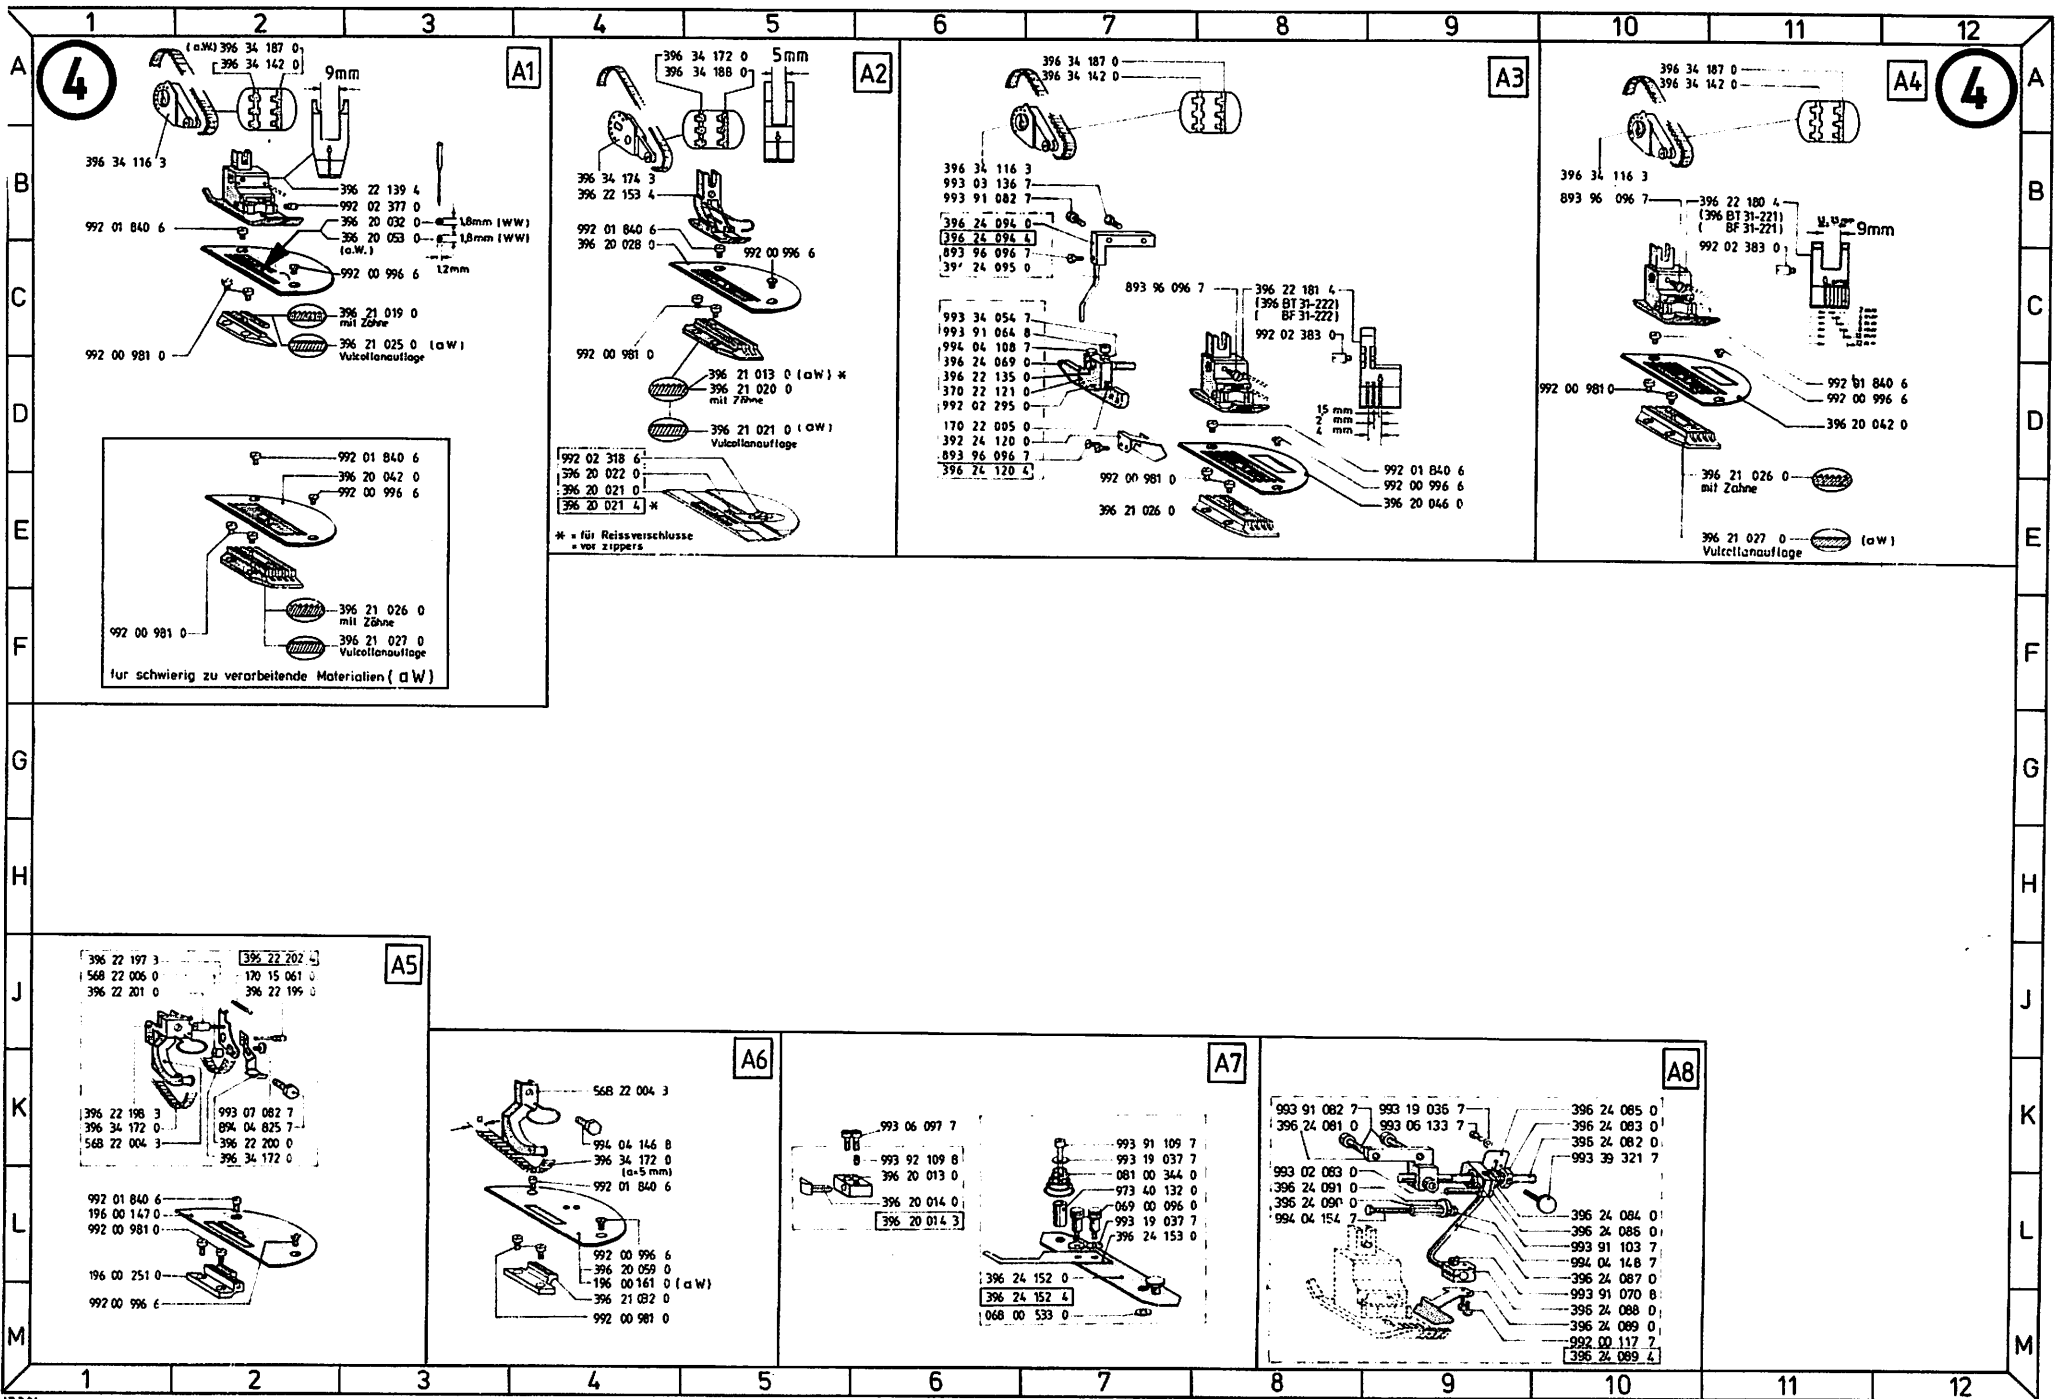 1 2 3 4 5 6 7 8 9 10 11 12
A
B
C
D
E
F
G
H
J
K
L
M
4
A1
(a.W.) 396 34 187 0
396 34 142 0
9mm
396 34 116 3
396 22 139 4
992 02 377 0
992 01 840 6
396 20 032 0
1,8mm (WW)
396 20 053 0
1,8mm (WW)
(a.W.)
1,2mm
992 00 996 6
396 21 019 0
mit Zähne
396 21 025 0 (aW)
Vulcollanauflage
992 00 981 0
992 01 840 6
396 20 042 0
992 00 996 6
396 21 026 0
mit Zähne
992 00 981 0
396 21 027 0
Vulcollanauflage
fur schwierig zu verarbeitende Materialien (aW)
A2
396 34 172 0
396 34 188 0
5mm
396 34 174 3
396 22 153 4
992 01 840 6
396 20 028 0
992 00 996 6
992 00 981 0
396 21 013 0 (aW) *
396 21 020 0
mit Zähne
396 21 021 0 (aW)
Vulcollanauflage
992 02 318 6
396 20 022 0
396 20 021 0
396 20 021 4 *
* = für Reissverschlusse
= vor zippers
A3
396 34 187 0
396 34 142 0
396 34 116 3
993 03 136 7
993 91 082 7
396 24 094 0
396 24 094 4
893 96 096 7
24 095 0
893 96 096 7
396 22 181 4
(396 BT 31-222)
( BF 31-222)
992 02 383 0
993 34 054 7
993 91 064 8
994 04 108 7
396 24 069 0
396 22 135 0
370 22 121 0
992 02 295 0
170 22 005 0
392 24 120 0
893 96 096 7
396 24 120 4
1,5 mm
2 mm
4 mm
992 00 981 0
992 01 840 6
992 00 996 6
396 20 046 0
396 21 026 0
A4
4
396 34 187 0
396 34 142 0
396 34 116 3
893 96 096 7
396 22 180 4
(396 BT 31-221)
( BF 31-221)
992 02 383 0
9mm
992 00 981 0
992 01 840 6
992 00 996 6
396 20 042 0
396 21 026 0
mit Zahne
396 21 027 0 (aW)
Vulcollanauflage
A5
396 22 197 3
568 22 006 0
396 22 201 0
396 22 202 4
170 15 061 0
396 22 199 0
396 22 198 3
396 34 172 0
568 22 004 3
993 07 082 7
894 04 825 7
396 22 200 0
396 34 172 0
992 01 840 6
196 00 147 0
992 00 981 0
196 00 251 0
992 00 996 6
A6
568 22 004 3
a
994 04 146 8
396 34 172 0
(a=5 mm)
992 01 840 6
992 00 996 6
396 20 059 0
196 00 161 0 (aW)
396 21 032 0
992 00 981 0
A7
993 06 097 7
993 92 109 8
396 20 013 0
396 20 014 0
396 20 014 3
993 91 109 7
993 19 037 7
081 00 344 0
973 40 132 0
069 00 096 0
993 19 037 7
396 24 153 0
396 24 152 0
396 24 152 4
068 00 533 0
A8
993 91 082 7
396 24 081 0
993 19 036 7
993 06 133 7
396 24 085 0
396 24 083 0
396 24 082 0
993 39 321 7
993 02 083 0
396 24 091 0
396 24 090 0
994 04 154 7
396 24 084 0
396 24 086 0
993 91 103 7
994 04 148 7
396 24 087 0
993 91 070 8
396 24 088 0
396 24 089 0
992 00 117 7
396 24 089 4
1 2 3 4 5 6 7 8 9 10 11 12